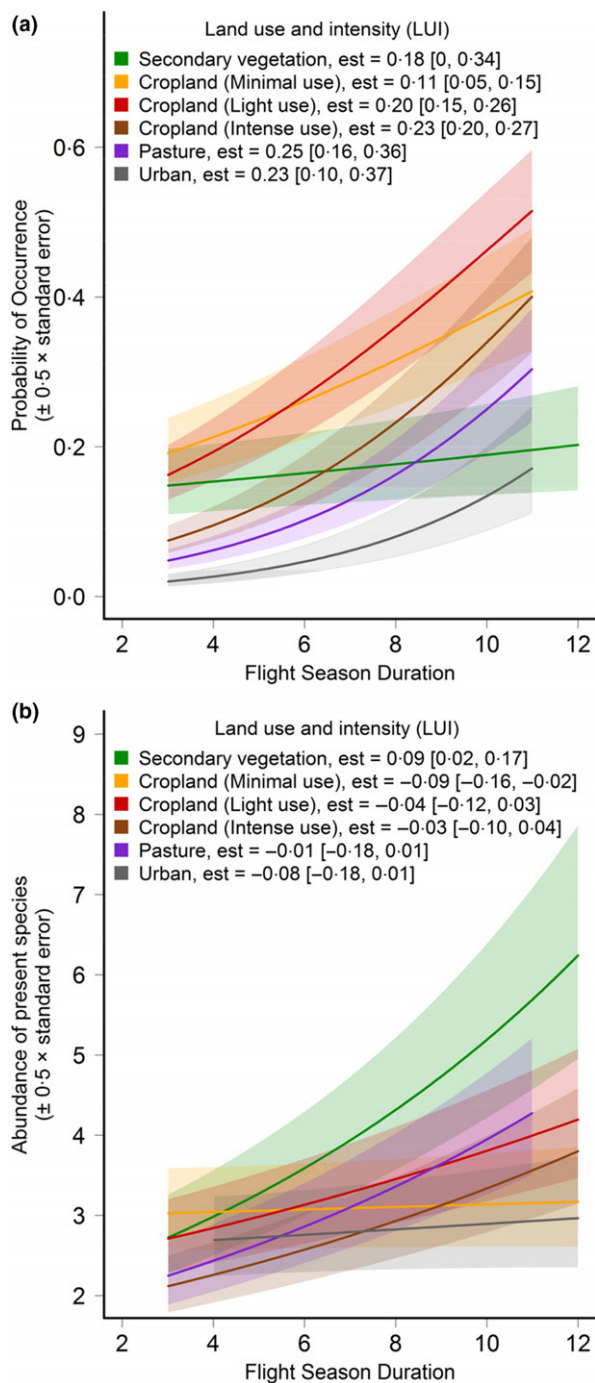 (a)
Land use and intensity (LUI)
Secondary vegetation, est = 0·18 [0, 0·34]
Cropland (Minimal use), est = 0·11 [0·05, 0·15]
Cropland (Light use), est = 0·20 [0·15, 0·26]
Cropland (Intense use), est = 0·23 [0·20, 0·27]
Pasture, est = 0.25 [0·16, 0·36]
Urban, est = 0.23 [0·10, 0·37]
Probability of Occurrence
(± 0·5 × standard error)
0·6
0·4
0·2
0·0
2 4 6 8 10 12
Flight Season Duration
(b)
Land use and intensity (LUI)
Secondary vegetation, est = 0·09 [0·02, 0·17]
Cropland (Minimal use), est = −0·09 [−0·16, −0·02]
Cropland (Light use), est = −0·04 [−0·12, 0·03]
Cropland (Intense use), est = −0·03 [−0·10, 0·04]
Pasture, est = −0·01 [−0·18, 0·01]
Urban, est = −0·08 [−0·18, 0·01]
Abundance of present species
(± 0·5 × standard error)
9
8
7
6
5
4
3
2
2 4 6 8 10 12
Flight Season Duration